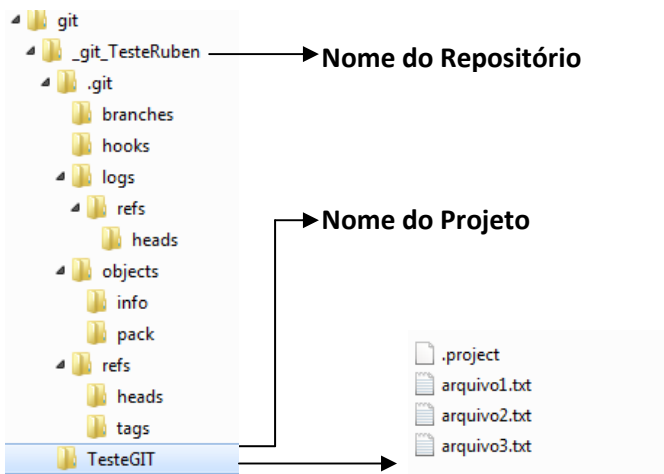 git
_git_TesteRuben
Nome do Repositório
.git
branches
hooks
logs
refs
heads
Nome do Projeto
objects
info
pack
refs
heads
tags
TesteGIT
.project
arquivo1.txt
arquivo2.txt
arquivo3.txt